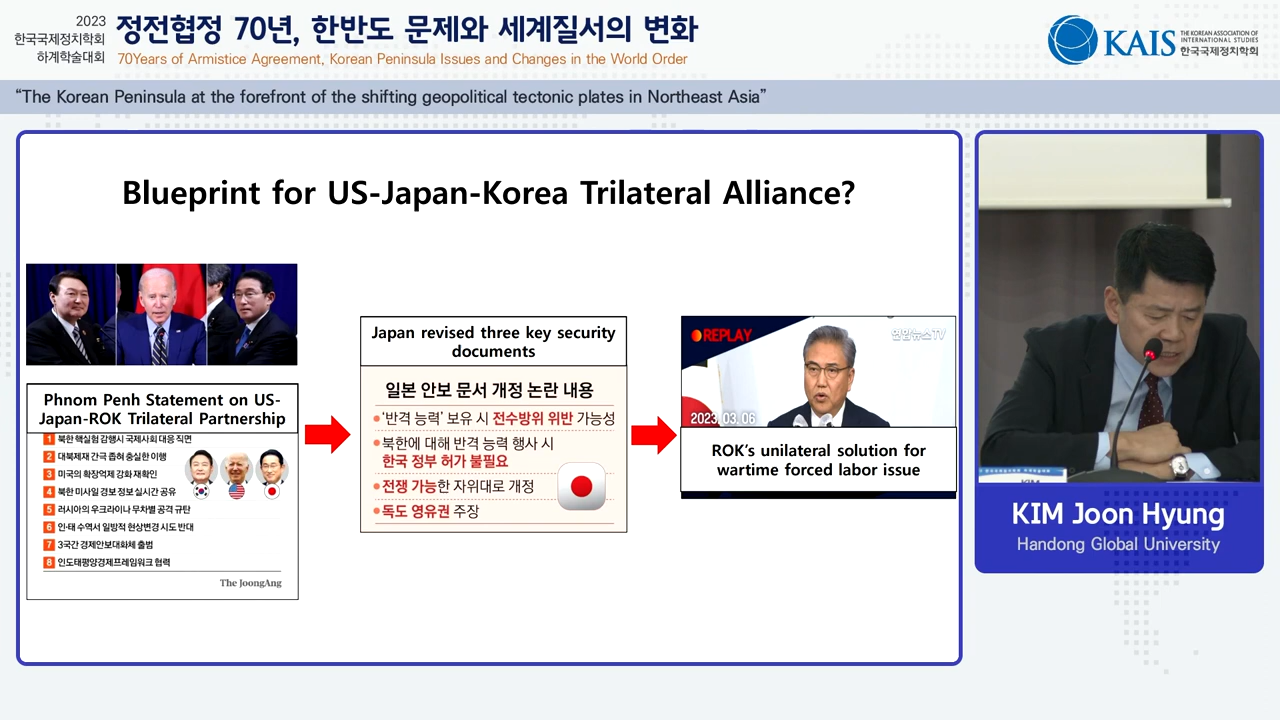 2023
한국국제정치학회
하계학술대회
정전협정 70년, 한반도 문제와 세계질서의 변화
70Years of Armistice Agreement, Korean Peninsula Issues and Changes in the World Order
KAIS
THE KOREAN ASSOCIATION OF
INTERNATIONAL STUDIES
한국국제정치학회
“The Korean Peninsula at the forefront of the shifting geopolitical tectonic plates in Northeast Asia”
Blueprint for US-Japan-Korea Trilateral Alliance?
Phnom Penh Statement on US-
Japan-ROK Trilateral Partnership
1 북한 핵실험 감행시 국제사회 대응 직면
2 대북제재 간극 좁혀 충실한 이행
3 미국의 확장억제 강화 재확인
4 북한 미사일 경보 정보 실시간 공유
5 러시아의 우크라이나 무차별 공격 규탄
6 인·태 수역서 일방적 현상변경 시도 반대
7 3국간 경제안보대화체 출범
8 인도태평양경제프레임워크 협력
The JoongAng
Japan revised three key security
documents
일본 안보 문서 개정 논란 내용
•‘반격 능력’ 보유 시 전수방위 위반 가능성
•북한에 대해 반격 능력 행사 시
한국 정부 허가 불필요
•전쟁 가능한 자위대로 개정
•독도 영유권 주장
REPLAY
연합뉴스TV
2023.03.06
ROK’s unilateral solution for
wartime forced labor issue
KIM Joon Hyung
Handong Global University